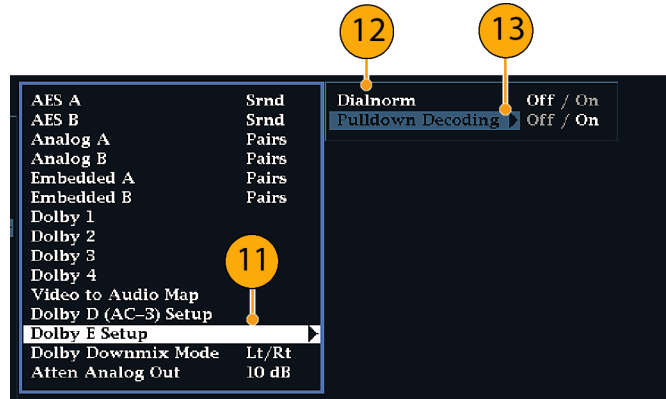 12
13
AES A Srnd
AES B Srnd
Analog A Pairs
Analog B Pairs
Embedded A Pairs
Embedded B Pairs
Dolby 1
Dolby 2
Dolby 3
Dolby 4
Video to Audio Map
Dolby D (AC–3) Setup
Dolby E Setup
Dolby Downmix Mode Lt/Rt
Atten Analog Out 10 dB
11
Dialnorm Off / On
Pulldown Decoding Off / On